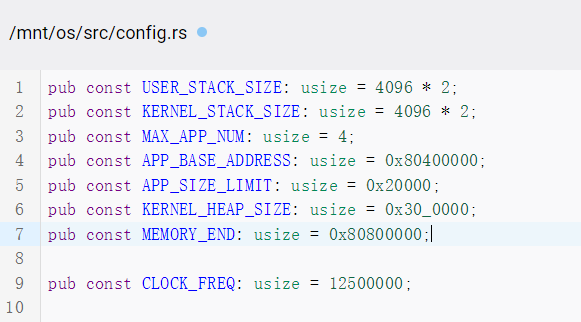 /mnt/os/src/config.rs
1 pub const USER_STACK_SIZE: usize = 4096 * 2;
2 pub const KERNEL_STACK_SIZE: usize = 4096 * 2;
3 pub const MAX_APP_NUM: usize = 4;
4 pub const APP_BASE_ADDRESS: usize = 0x80400000;
5 pub const APP_SIZE_LIMIT: usize = 0x20000;
6 pub const KERNEL_HEAP_SIZE: usize = 0x30_0000;
7 pub const MEMORY_END: usize = 0x80800000;
8
9 pub const CLOCK_FREQ: usize = 12500000;
10